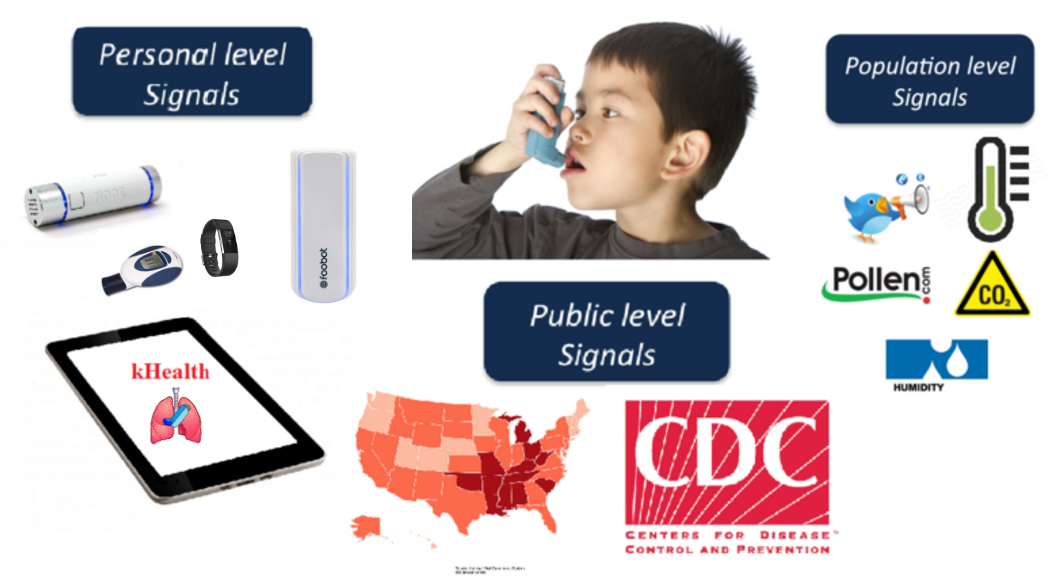 Personal level
Signals
Population level
Signals
NODE
@foobot
Pollen
.com
CO₂
HUMIDITY
kHealth
Public level
Signals
CDC
CENTERS FOR DISEASE
CONTROL AND PREVENTION